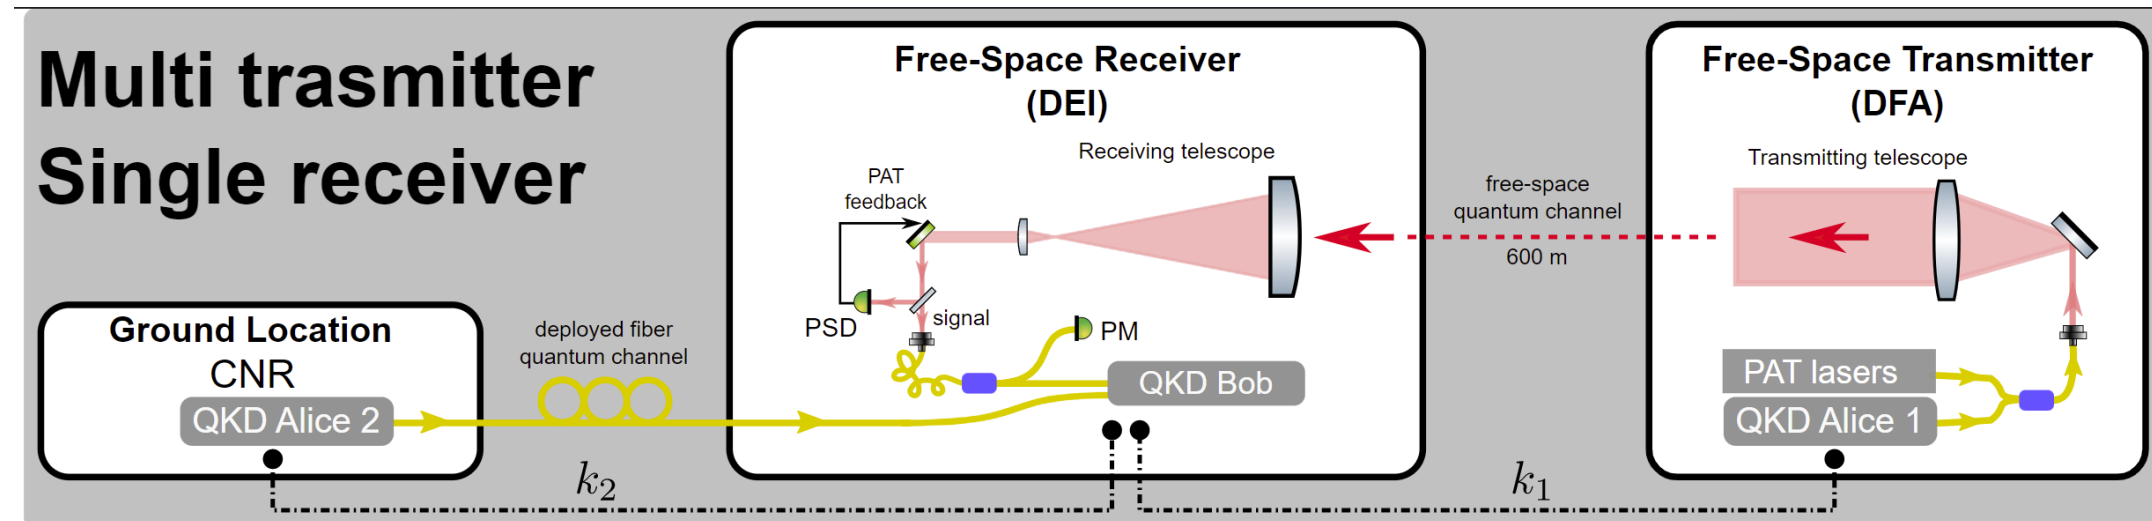 Multi trasmitter
Single receiver
Ground Location
CNR
QKD Alice 2
deployed fiber
quantum channel
k₂
Free-Space Receiver
(DEI)
Receiving telescope
PAT
feedback
PSD
signal
PM
QKD Bob
free-space
quantum channel
600 m
k₁
Free-Space Transmitter
(DFA)
Transmitting telescope
PAT lasers
QKD Alice 1